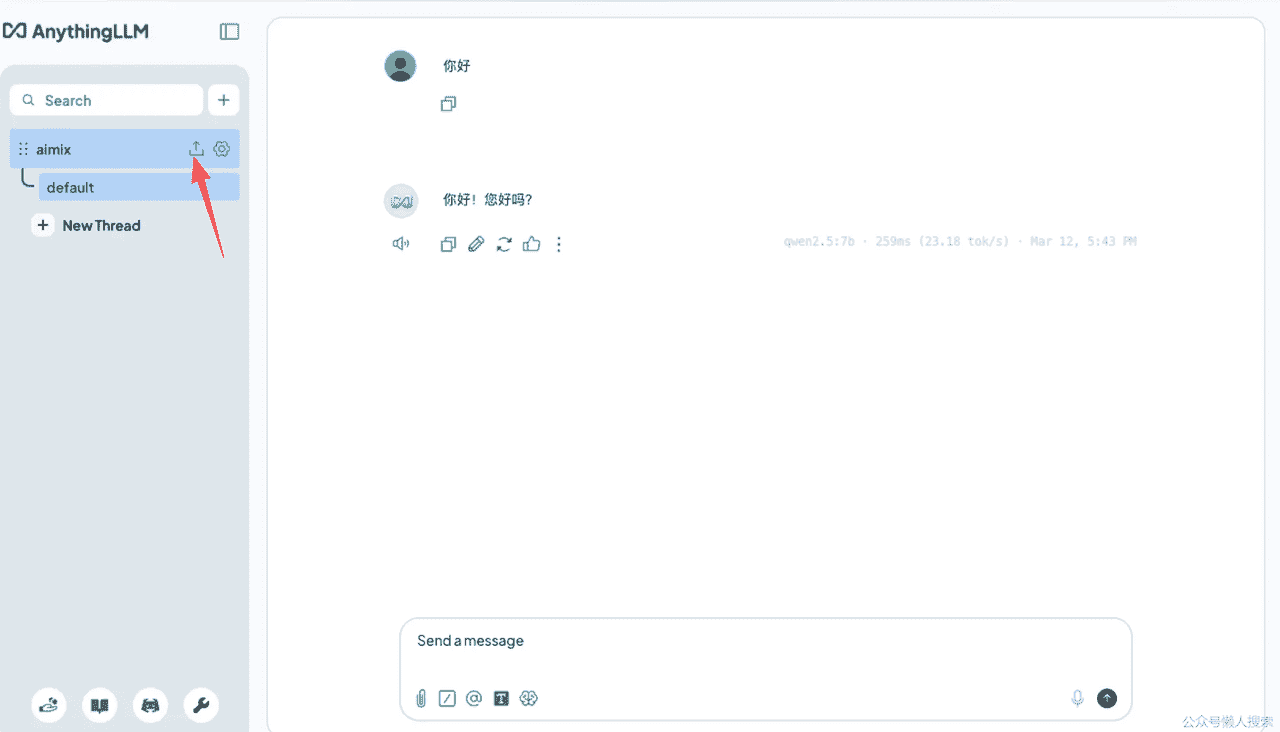 AnythingLLM
Search
aimix
default
New Thread
你好
你好！您好吗？
qwen2.5:7b · 259ms (23.18 tok/s) · Mar 12, 5:43 PM
Send a message
公众号懒人搜索